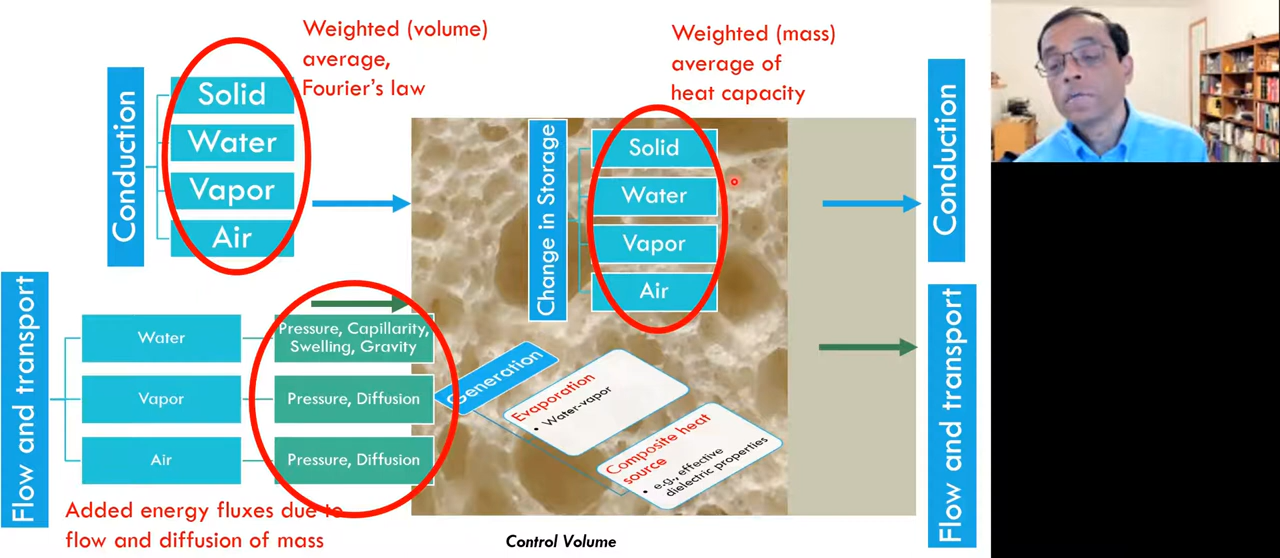 Weighted (volume)
average,
Fourier's law
Conduction
Solid
Water
Vapor
Air
Weighted (mass)
average of
heat capacity
Change in Storage
Solid
Water
Vapor
Air
Conduction
Flow and transport
Water
Vapor
Air
Pressure, Capillarity,
Swelling, Gravity
Pressure, Diffusion
Pressure, Diffusion
Added energy fluxes due to
flow and diffusion of mass
Generation
Evaporation
• Water-vapor
Composite heat
source
• e.g., effective
dielectric properties
Flow and transport
Control Volume